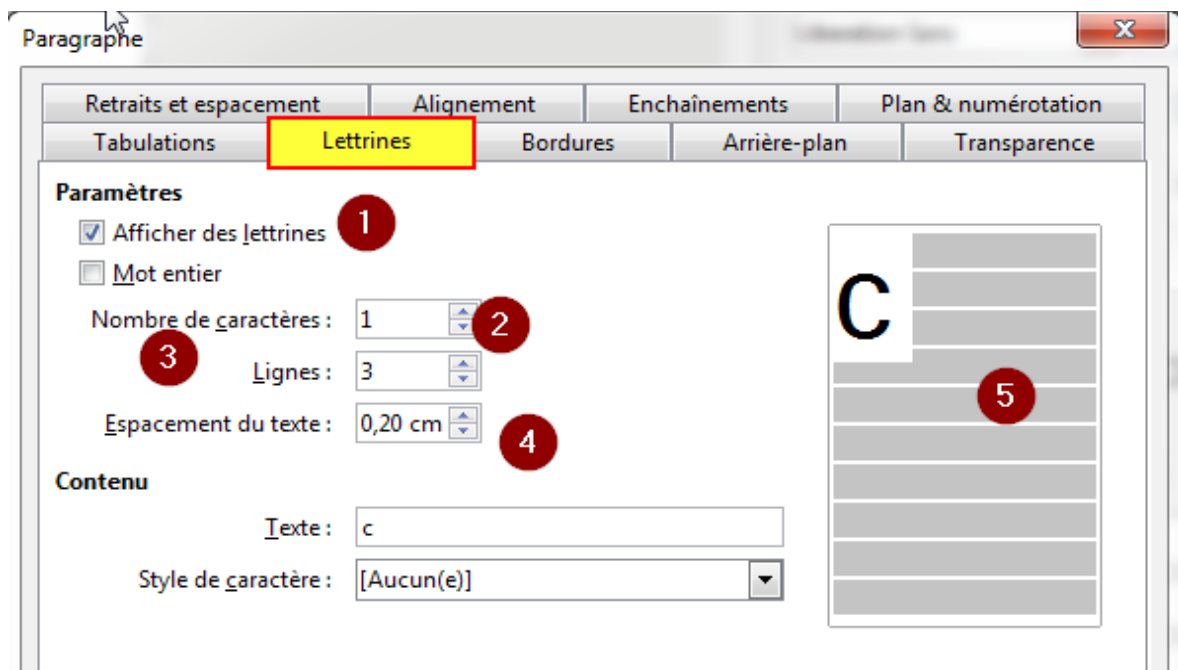 Paragraphe
Retraits et espacement Alignement Enchaînements Plan & numérotation
Tabulations Lettrines Bordures Arrière-plan Transparence
Paramètres
Afficher des lettrines 1
Mot entier
Nombre de caractères : 1 2
3
Lignes : 3
Espacement du texte : 0,20 cm 4
C
5
Contenu
Texte : c
Style de caractère : [Aucun(e)]